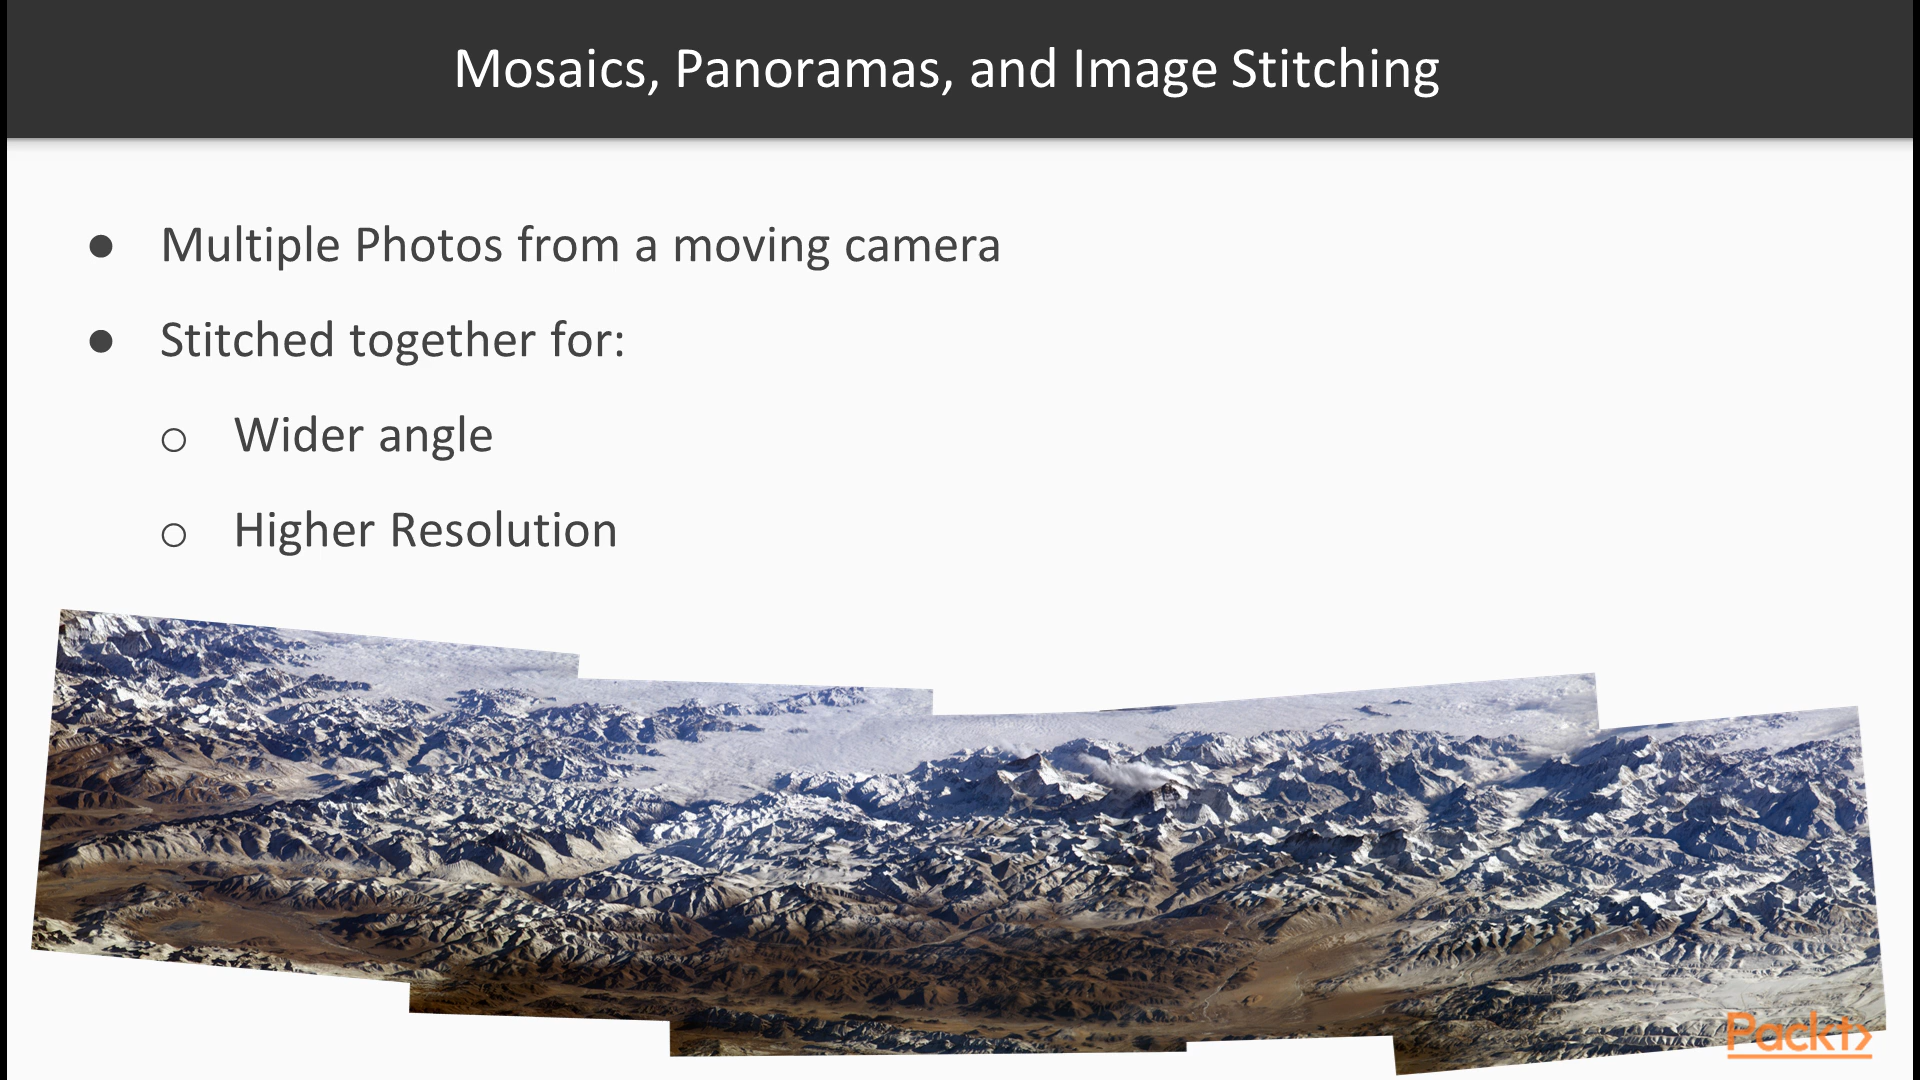 Mosaics, Panoramas, and Image Stitching
● Multiple Photos from a moving camera
● Stitched together for:
○ Wider angle
○ Higher Resolution
Packt>